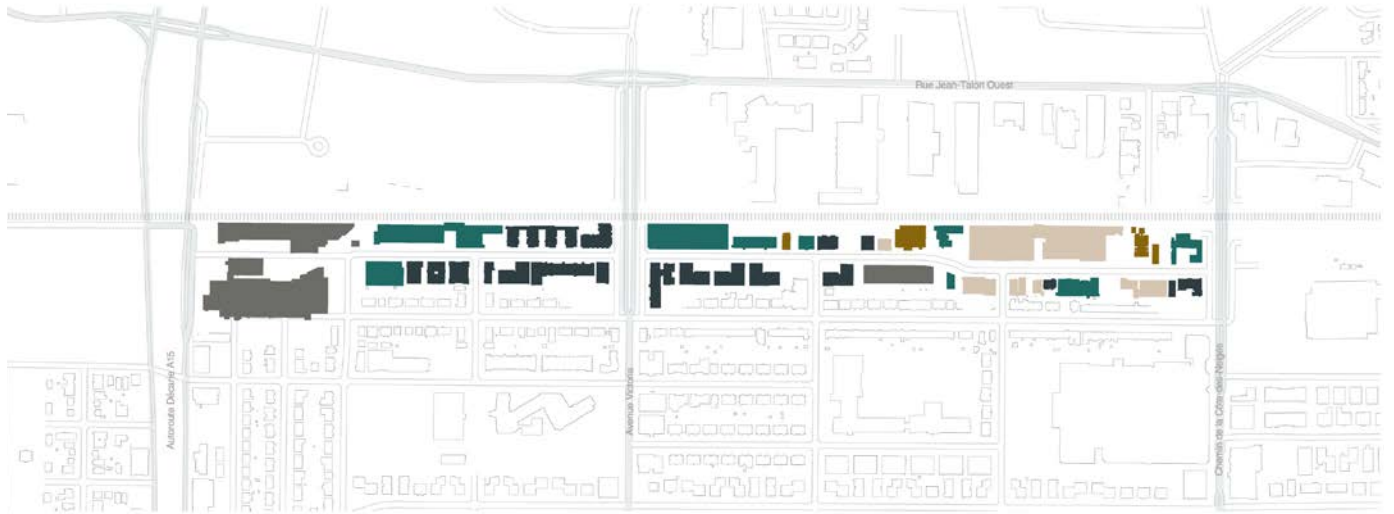 Rue Jean-Talon Ouest
Autoroute Décarie A15
Avenue Victoria
Chemin de la Côte-des-Neiges